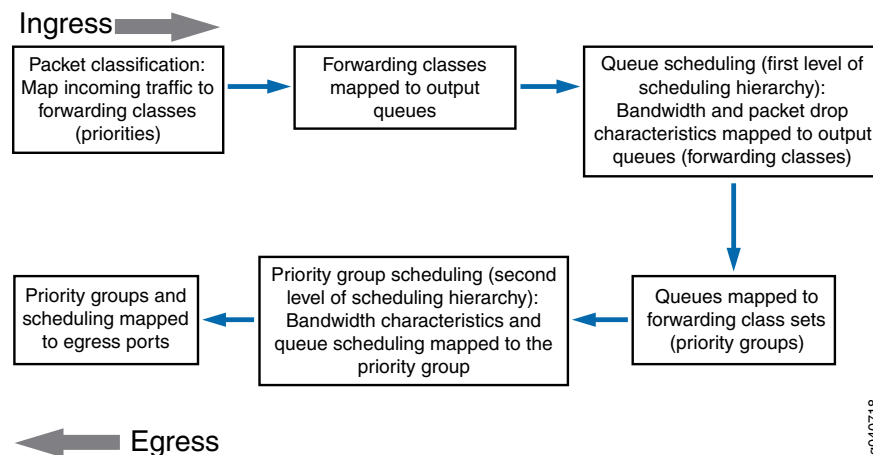 Ingress
Packet classification:
Map incoming traffic to
forwarding classes
(priorities)
Forwarding classes
mapped to output
queues
Queue scheduling (first level of
scheduling hierarchy):
Bandwidth and packet drop
characteristics mapped to output
queues (forwarding classes)
Queues mapped to
forwarding class sets
(priority groups)
Priority group scheduling (second
level of scheduling hierarchy):
Bandwidth characteristics and
queue scheduling mapped to the
priority group
Priority groups and
scheduling mapped
to egress ports
Egress
g040718